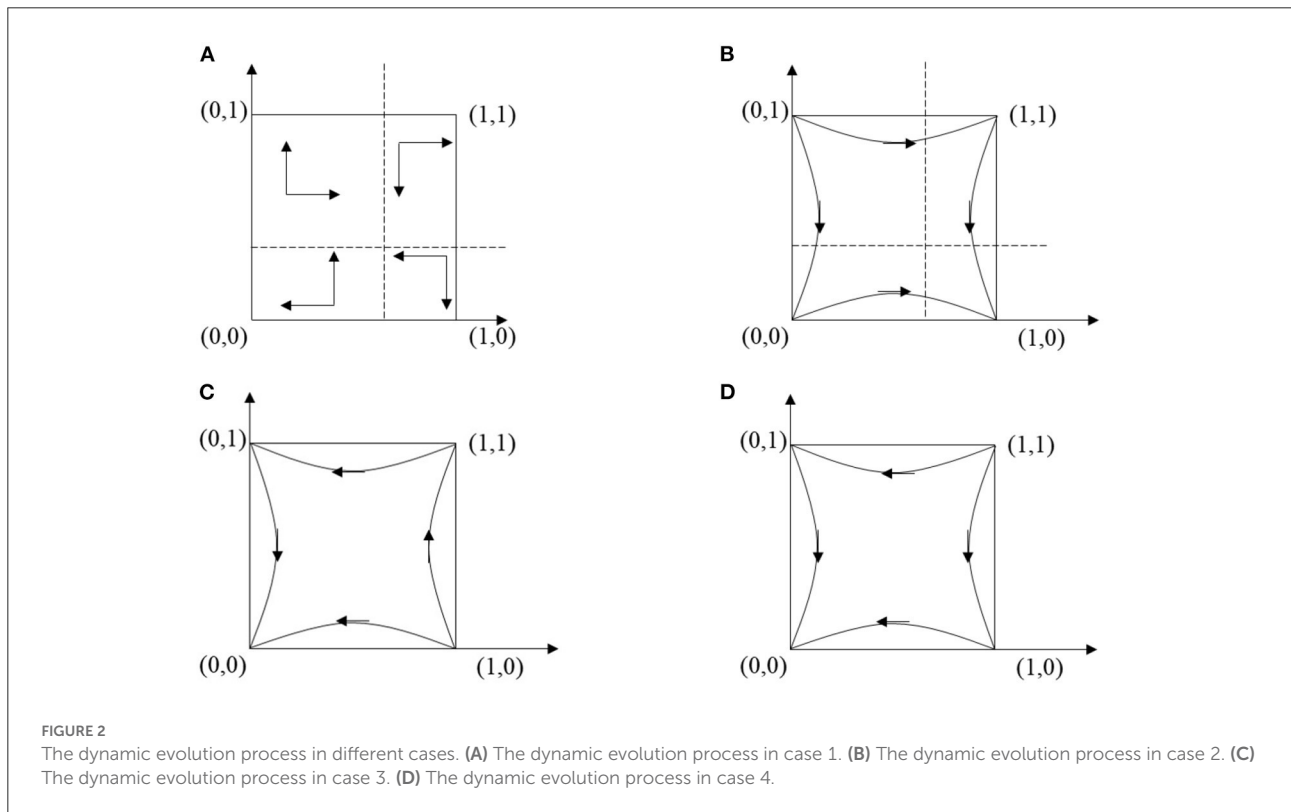 A
(0,1)
(1,1)
(0,0)
(1,0)
B
(0,1)
(1,1)
(0,0)
(1,0)
C
(0,1)
(1,1)
(0,0)
(1,0)
D
(0,1)
(1,1)
(0,0)
(1,0)
FIGURE 2
The dynamic evolution process in different cases. (A) The dynamic evolution process in case 1. (B) The dynamic evolution process in case 2. (C)
The dynamic evolution process in case 3. (D) The dynamic evolution process in case 4.